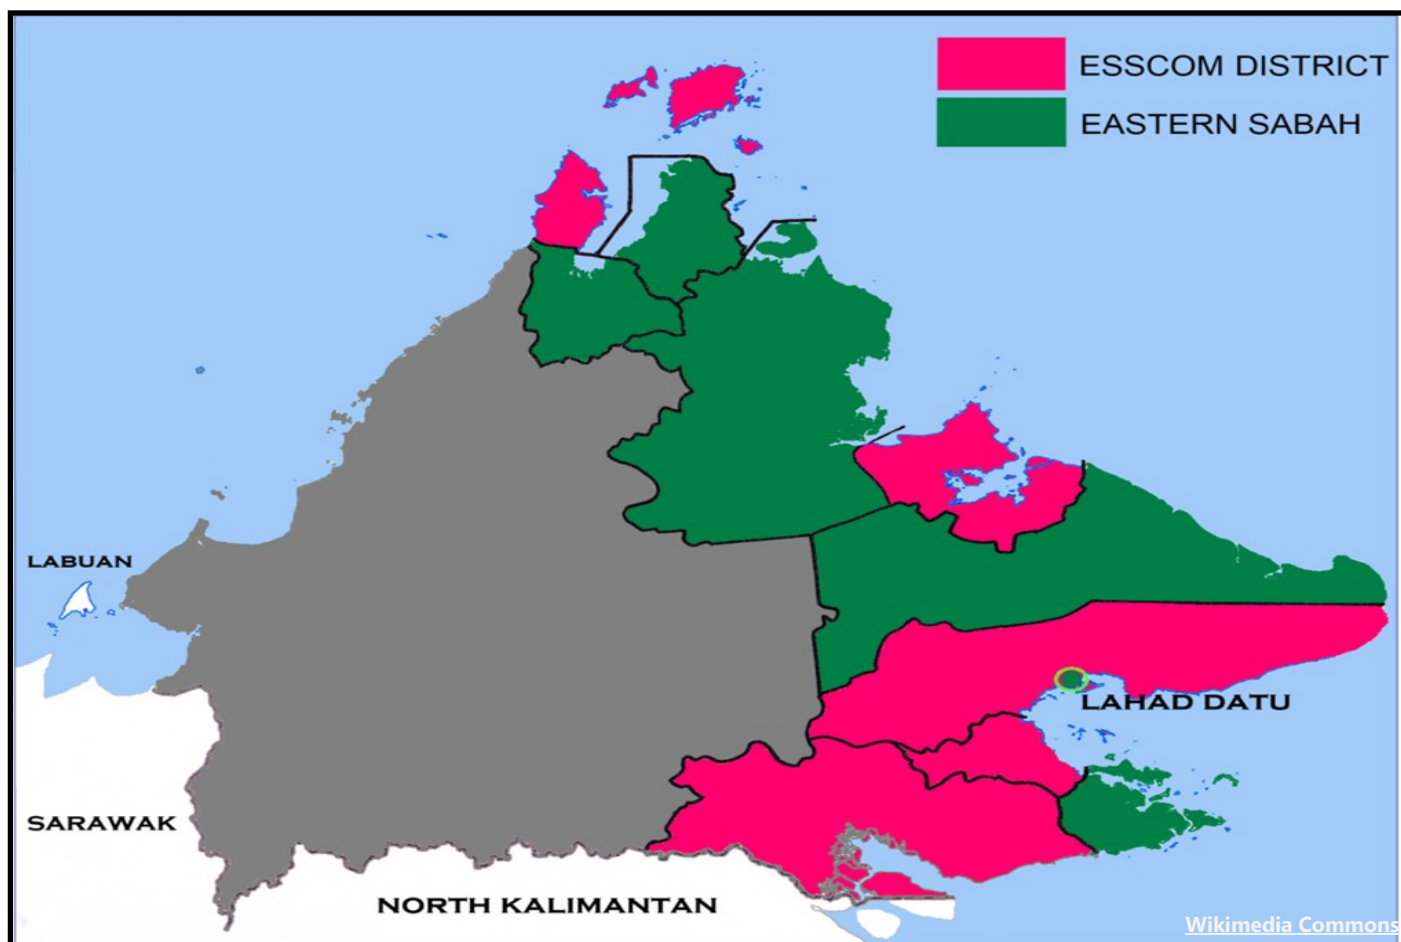 ESSCOM DISTRICT
EASTERN SABAH
LABUAN
LAHAD DATU
SARAWAK
NORTH KALIMANTAN
Wikimedia Commons